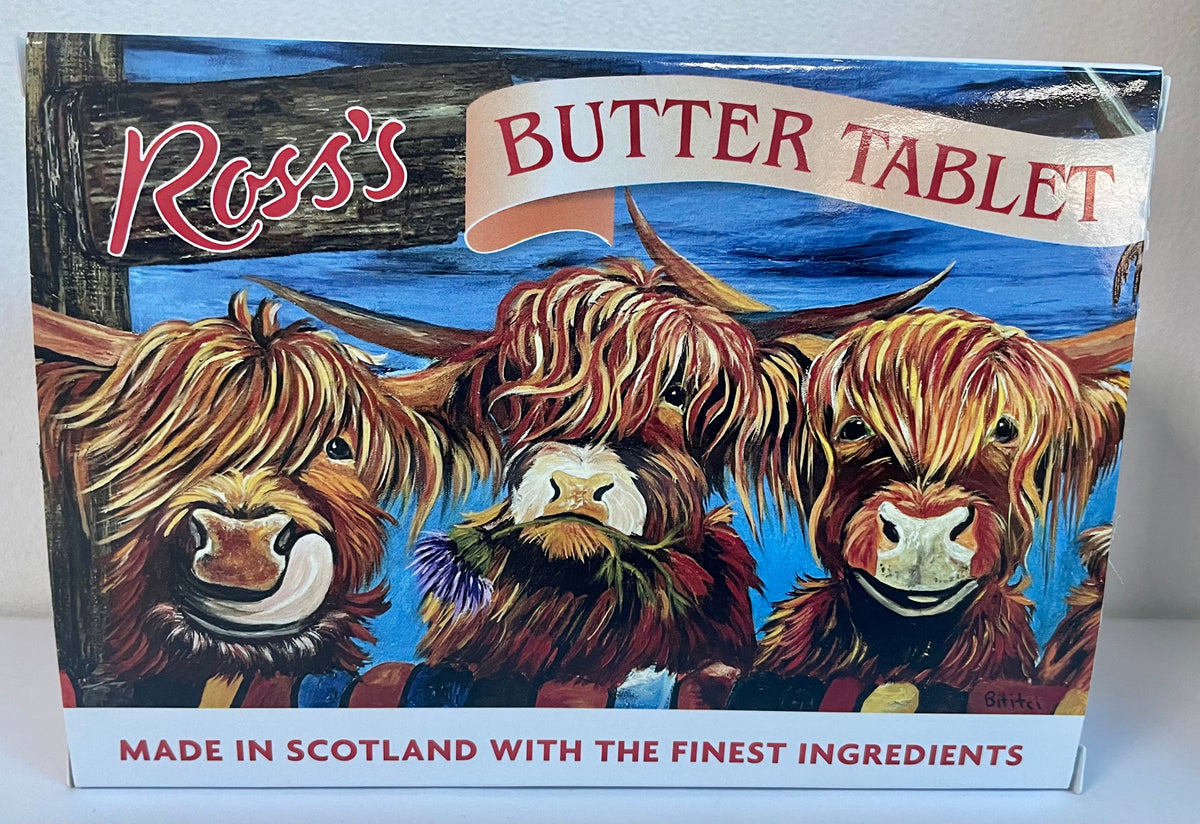 Ross's
BUTTER TABLET
Bititci
MADE IN SCOTLAND WITH THE FINEST INGREDIENTS